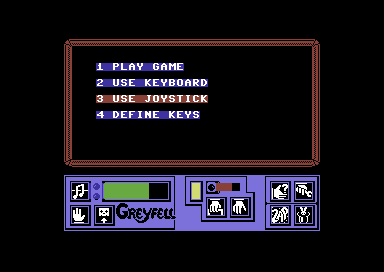 1 PLAY GAME
2 USE KEYBOARD
3 USE JOYSTICK
4 DEFINE KEYS
GREYFELL